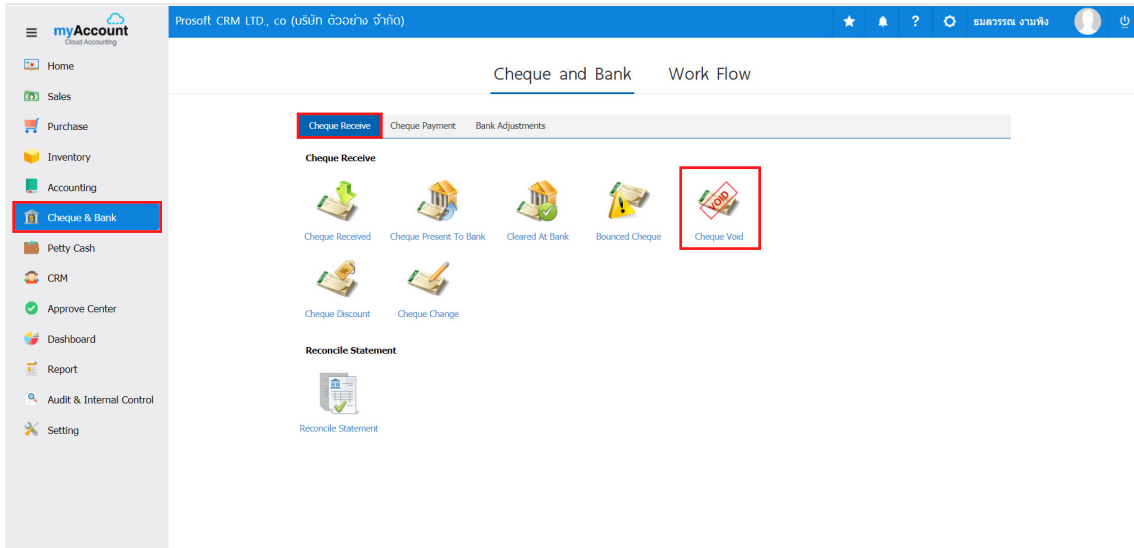 myAccount
Cloud Accounting
Prosoft CRM LTD., co (บริษัท ตัวอย่าง จำกัด)
?
ธมลวรรณ งามพิง
Home
Sales
Purchase
Inventory
Accounting
Cheque & Bank
Petty Cash
CRM
Approve Center
Dashboard
Report
Audit & Internal Control
Setting
Cheque and Bank Work Flow
Cheque Receive Cheque Payment Bank Adjustments
Cheque Receive
VOID
Cheque Received Cheque Present To Bank Cleared At Bank Bounced Cheque Cheque Void
Cheque Discount Cheque Change
Reconcile Statement
Reconcile Statement